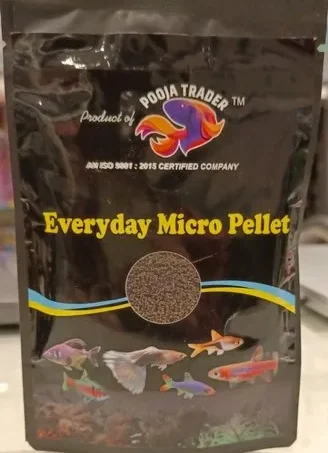 Product of
POOJA TRADER TM
AN ISO 9001 : 2015 CERTIFIED COMPANY
Everyday Micro Pellet